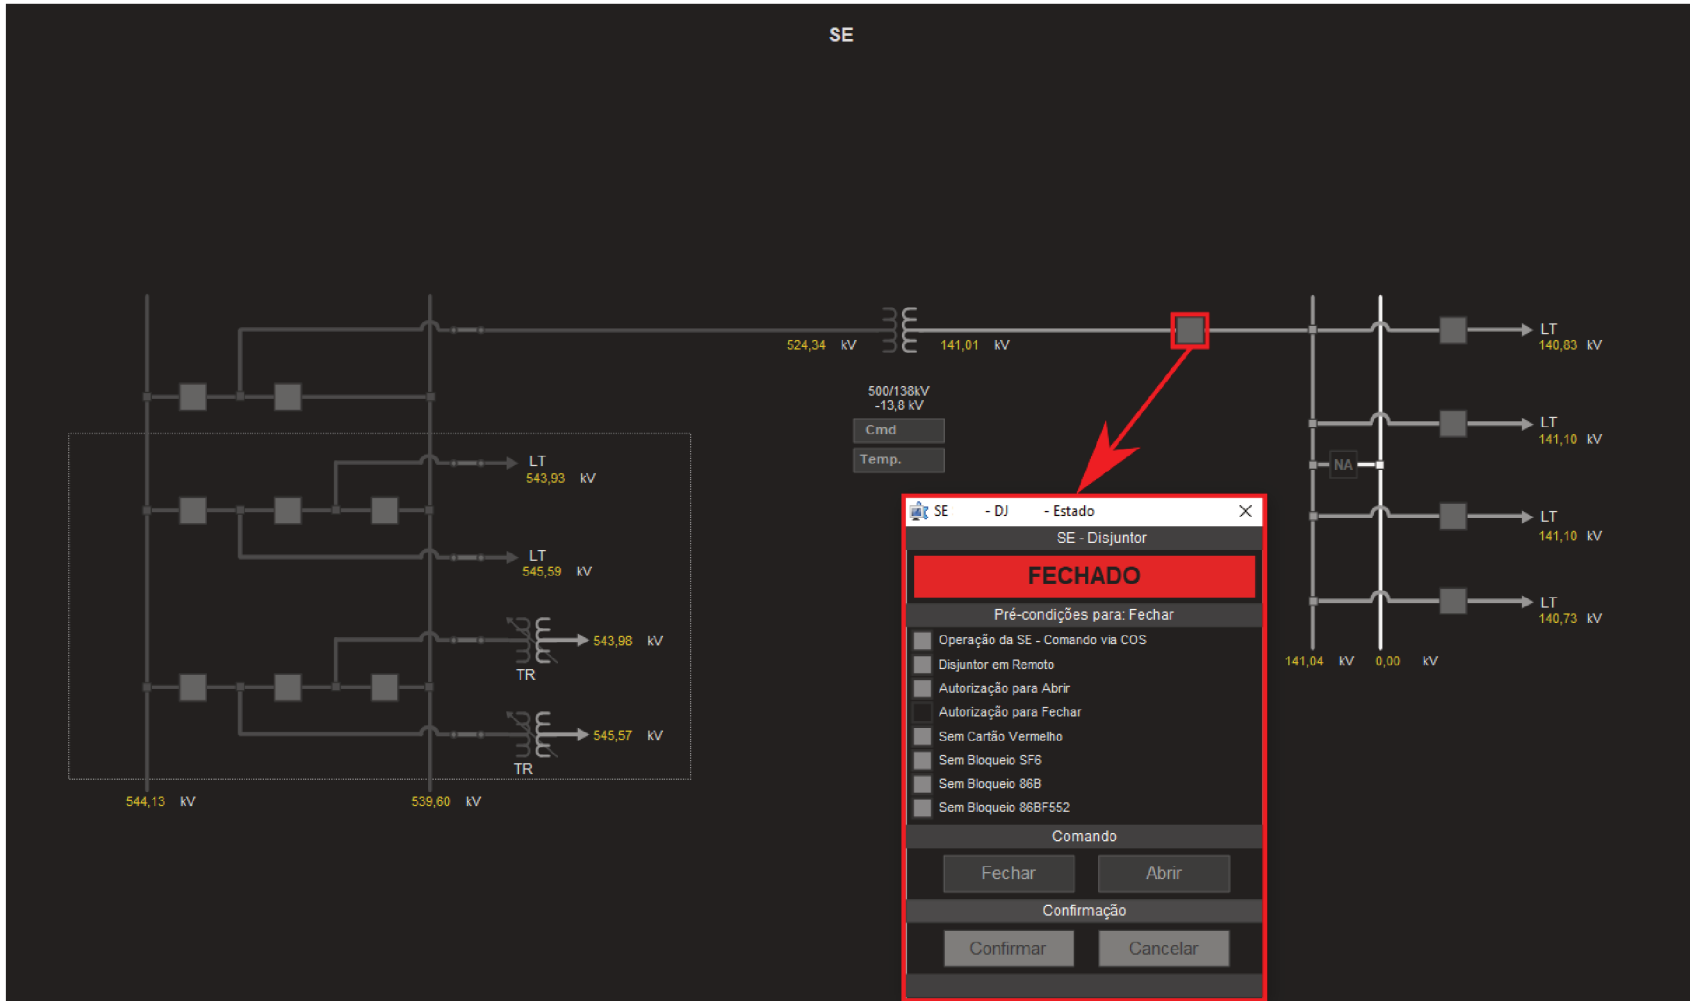 SE
524,34 kV
141,01 kV
LT
140,83 kV
500/138kV
-13,8 kV
Cmd
Temp.
LT
141,10 kV
NA
LT
543,93 kV
LT
141,10 kV
LT
545,59 kV
LT
140,73 kV
543,98 kV
TR
141,04 kV 0,00 kV
545,57 kV
TR
544,13 kV
539,60 kV
SE - DJ - Estado
SE - Disjuntor
FECHADO
Pré-condições para: Fechar
Operação da SE - Comando via COS
Disjuntor em Remoto
Autorização para Abrir
Autorização para Fechar
Sem Cartão Vermelho
Sem Bloqueio SF6
Sem Bloqueio 86B
Sem Bloqueio 86BF552
Comando
Fechar Abrir
Confirmação
Confirmar Cancelar